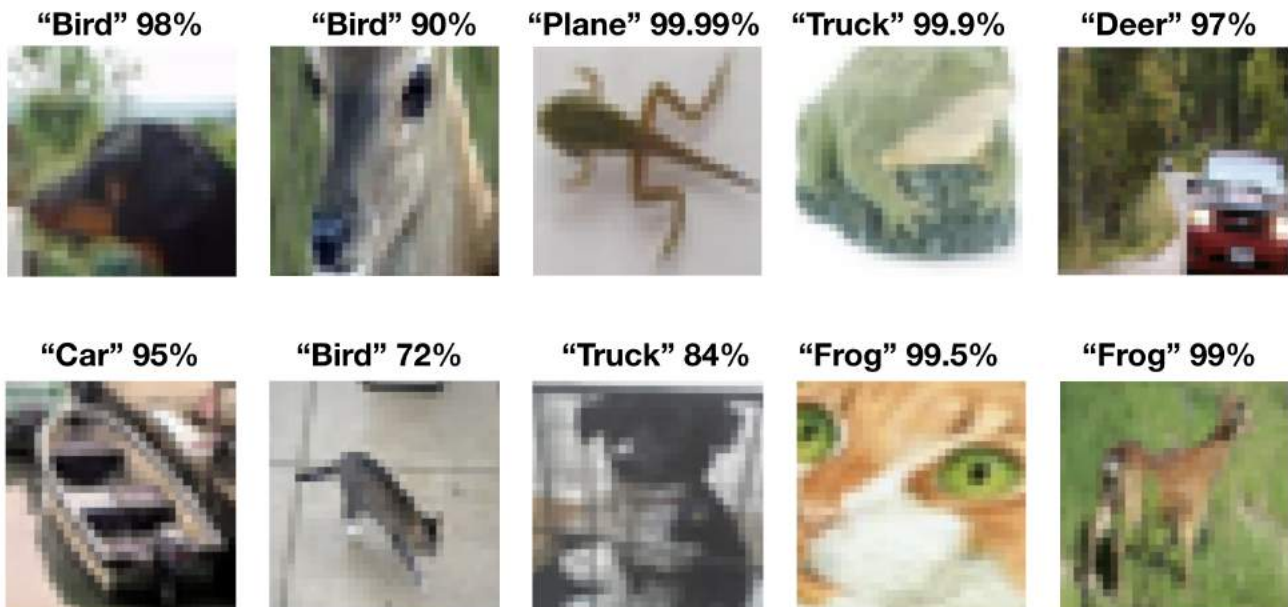 “Bird” 98%
“Bird” 90%
“Plane” 99.99%
“Truck” 99.9%
“Deer” 97%
“Car” 95%
“Bird” 72%
“Truck” 84%
“Frog” 99.5%
“Frog” 99%